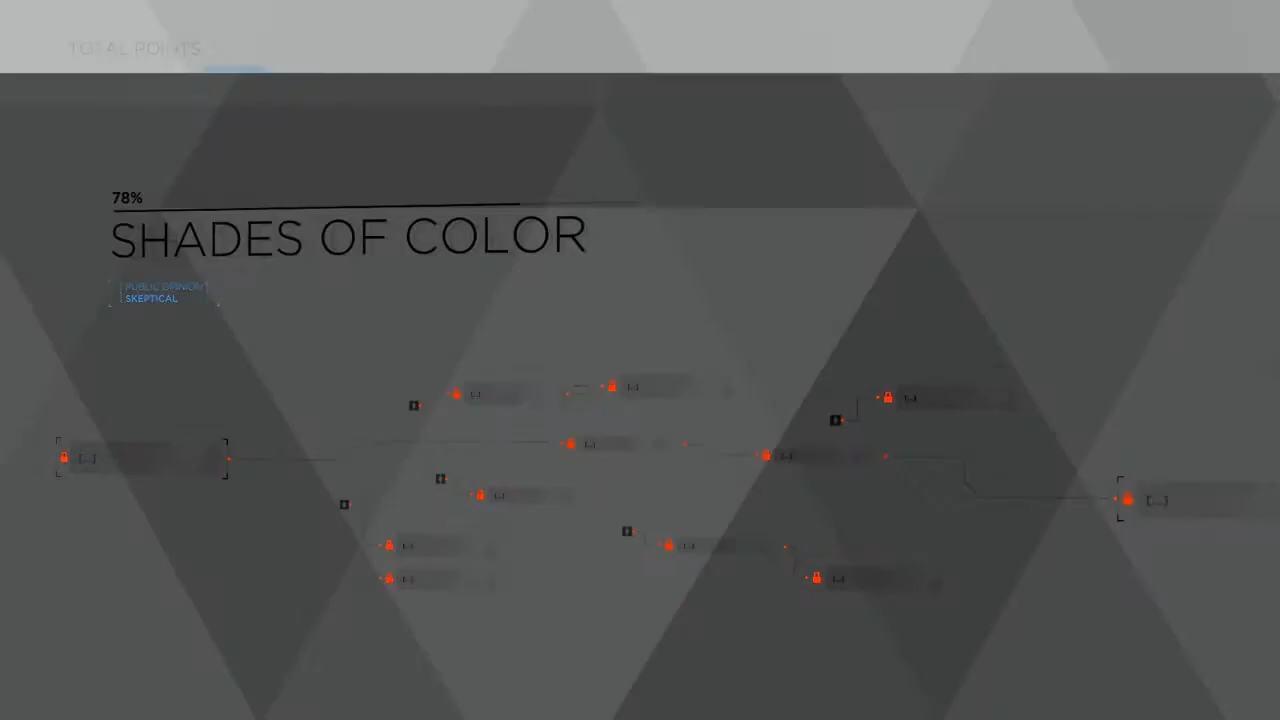 TOTAL POINTS
78%
SHADES OF COLOR
PUBLIC OPINION
SKEPTICAL